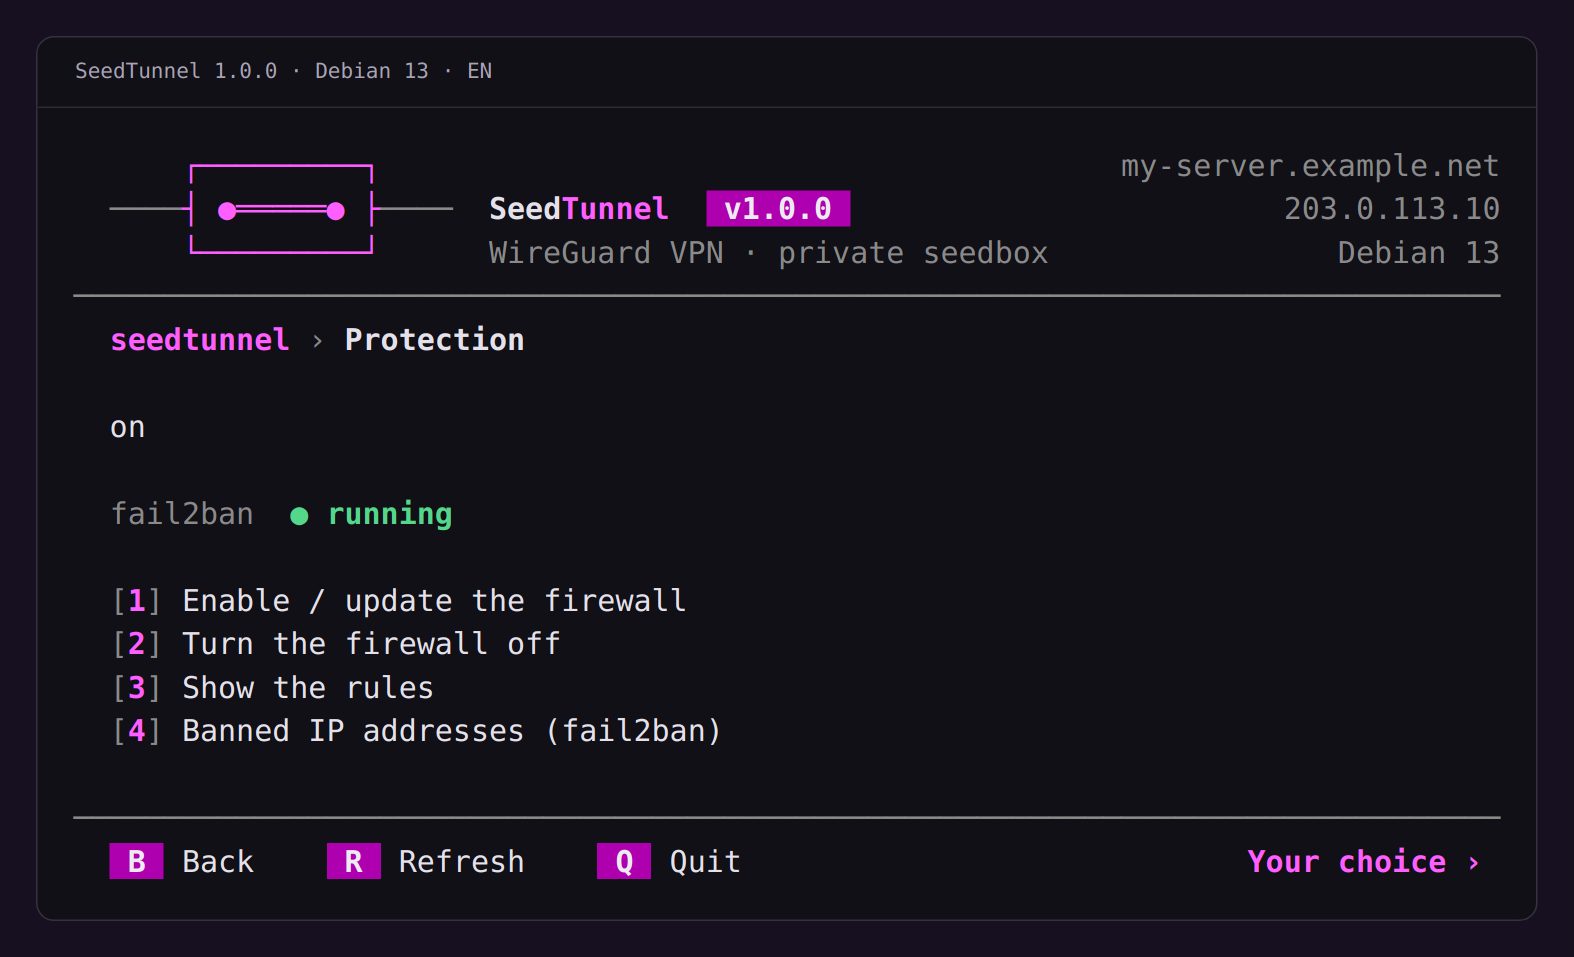 SeedTunnel 1.0.0 · Debian 13 · EN
my-server.example.net
SeedTunnel v1.0.0 203.0.113.10
WireGuard VPN · private seedbox Debian 13
seedtunnel › Protection
on
fail2ban ● running
[1] Enable / update the firewall
[2] Turn the firewall off
[3] Show the rules
[4] Banned IP addresses (fail2ban)
B Back R Refresh Q Quit Your choice ›